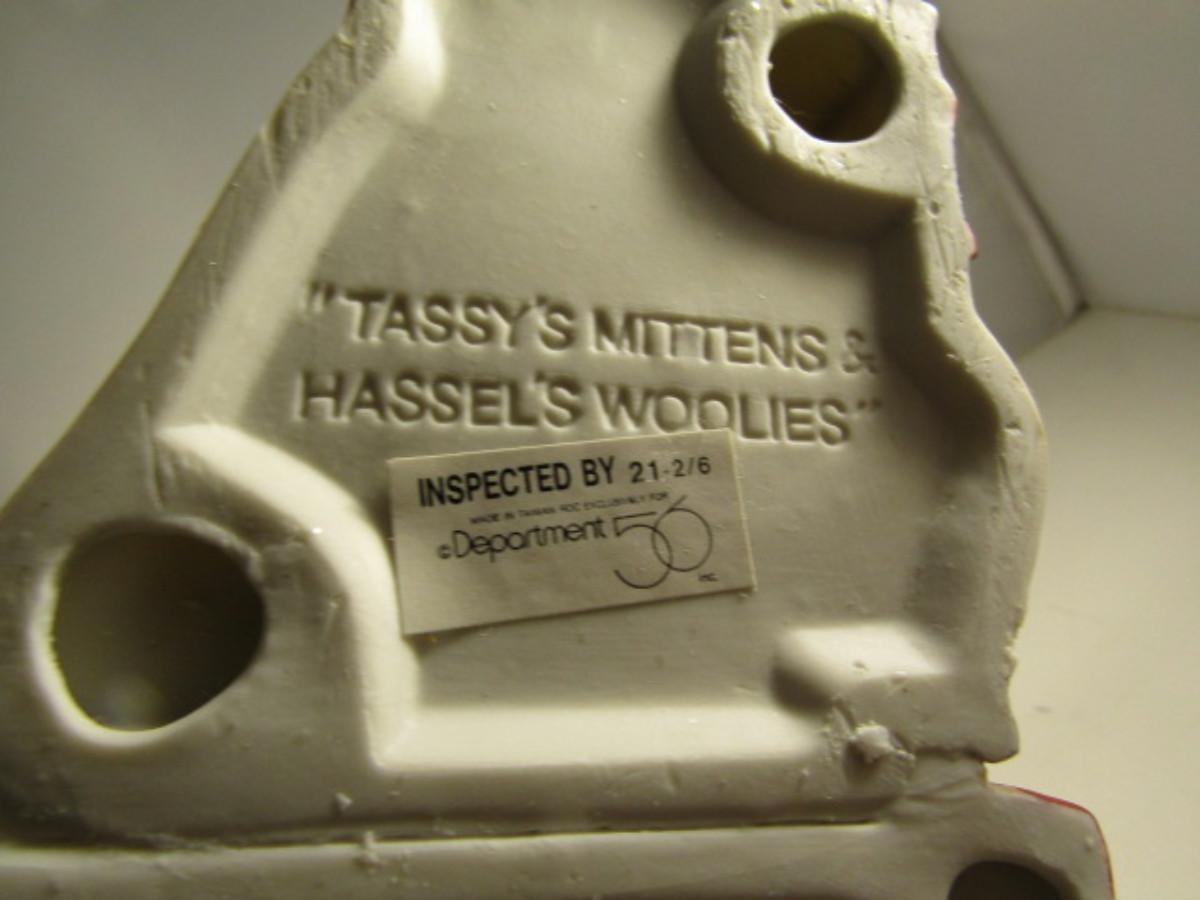 "TASSY'S MITTENS &
HASSEL'S WOOLIES"
INSPECTED BY 21-2/6
MADE IN TAIWAN ROC EXCLUSIVELY FOR
©Department 56
INC.